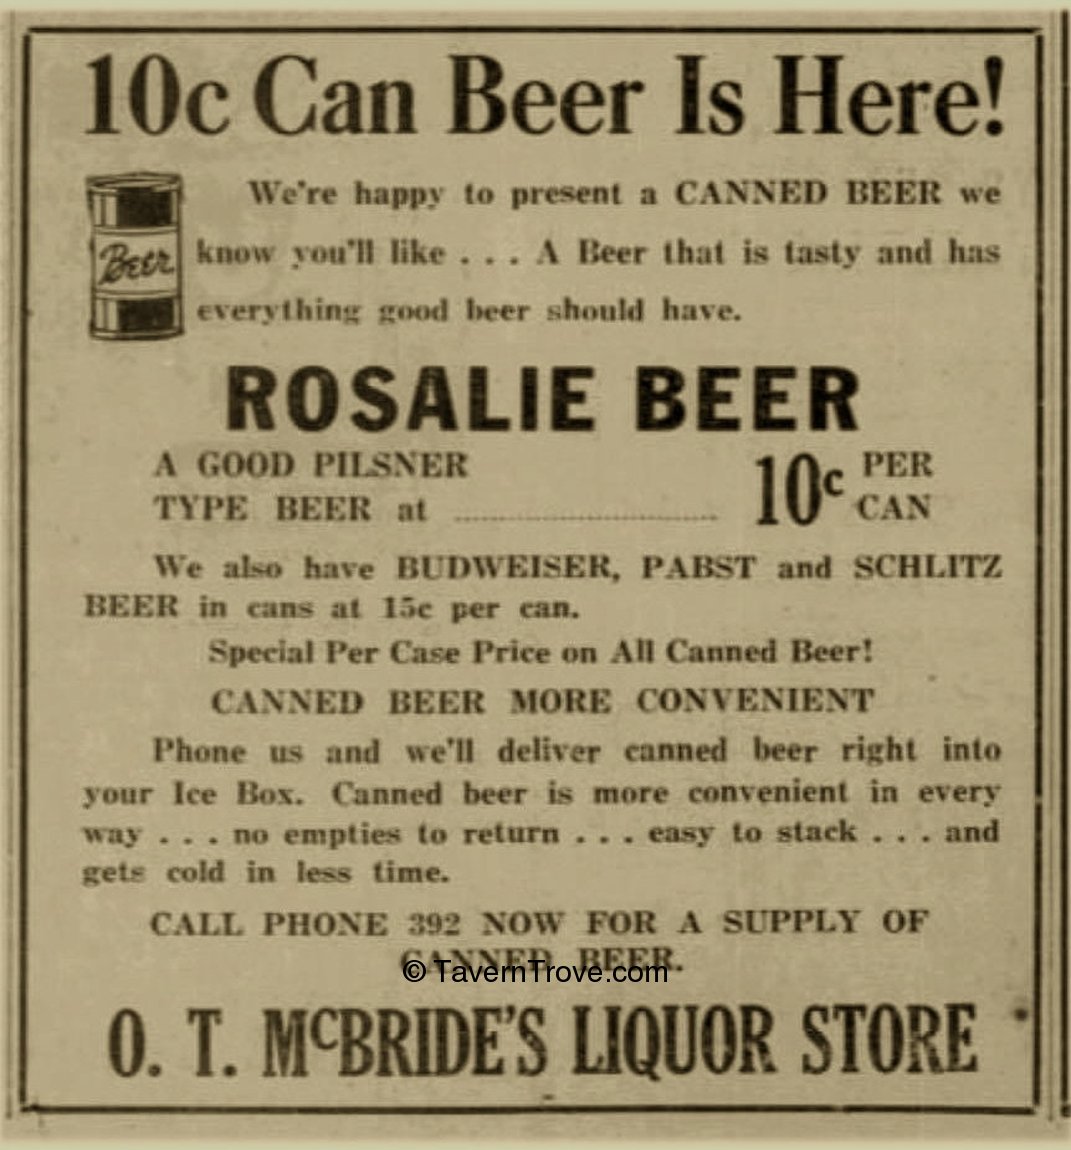 10c Can Beer Is Here!
We're happy to present a CANNED BEER we
Beer
know you'll like . . . A Beer that is tasty and has
everything good beer should have.
ROSALIE BEER
A GOOD PILSNER
TYPE BEER at ........................ 10c PER CAN
We also have BUDWEISER, PABST and SCHLITZ
BEER in cans at 15c per can.
Special Per Case Price on All Canned Beer!
CANNED BEER MORE CONVENIENT
Phone us and we'll deliver canned beer right into
your Ice Box. Canned beer is more convenient in every
way . . . no empties to return . . . easy to stack . . . and
gets cold in less time.
CALL PHONE 392 NOW FOR A SUPPLY OF
CANNED BEER.
© TavernTrove.com
O. T. McBRIDE'S LIQUOR STORE